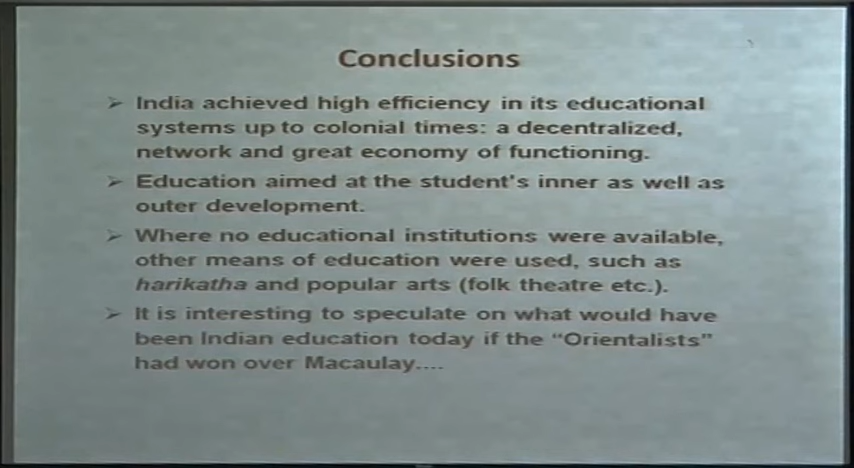 Conclusions
➢ India achieved high efficiency in its educational
systems up to colonial times: a decentralized,
network and great economy of functioning.
➢ Education aimed at the student's inner as well as
outer development.
➢ Where no educational institutions were available,
other means of education were used, such as
harikatha and popular arts (folk theatre etc.).
➢ It is interesting to speculate on what would have
been Indian education today if the “Orientalists”
had won over Macaulay....